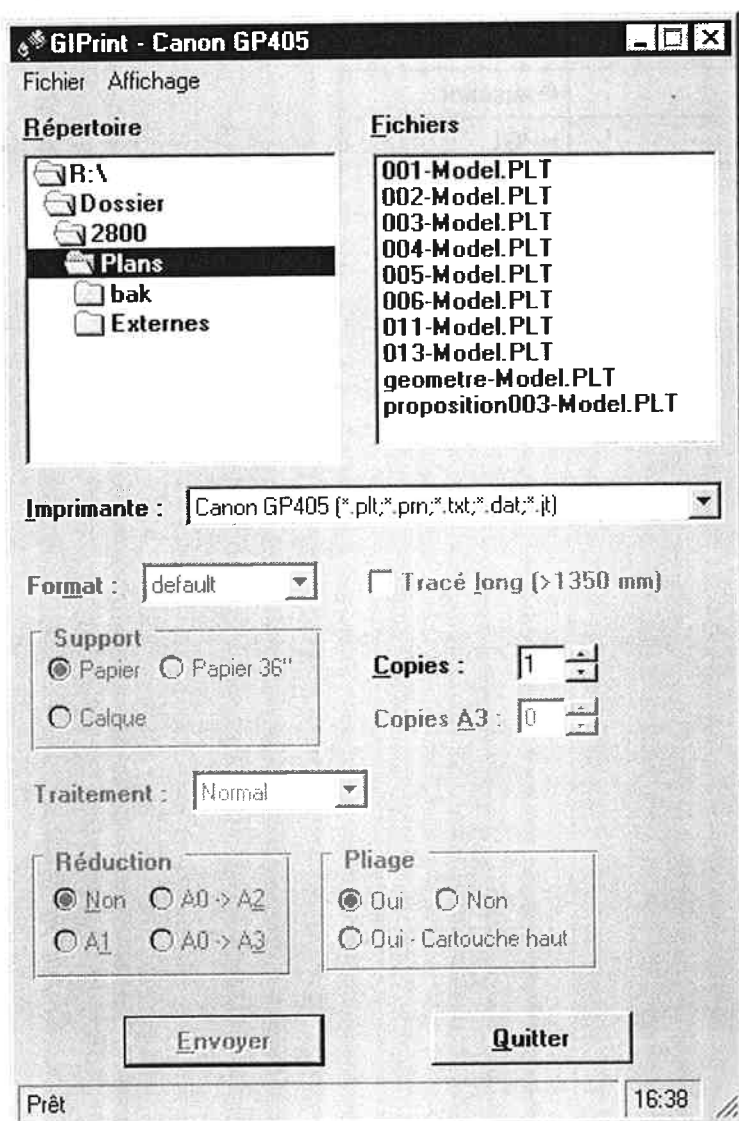 GIPrint - Canon GP405
Fichier Affichage
Répertoire
Fichiers
R:\
Dossier
2800
Plans
bak
Externes
001-Model.PLT
002-Model.PLT
003-Model.PLT
004-Model.PLT
005-Model.PLT
006-Model.PLT
011-Model.PLT
013-Model.PLT
geometre-Model.PLT
proposition003-Model.PLT
Imprimante : Canon GP405 (*.plt;*.prn;*.txt;*.dat;*.jt)
Format : default
Tracé long (>1350 mm)
Support
Papier Papier 36"
Calque
Copies : 1
Copies A3 : 0
Traitement : Normal
Réduction
Non A0 -> A2
A1 A0 -> A3
Pliage
Oui Non
Oui - Cartouche haut
Envoyer
Quitter
Prêt
16:38